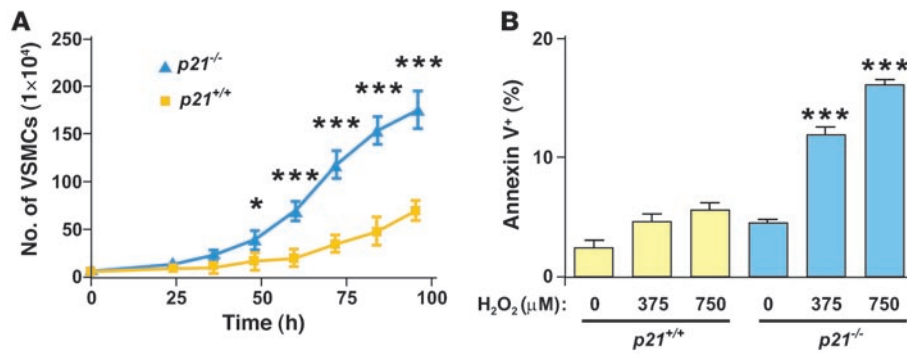 A
No. of VSMCs (1×10⁴)
250
200
150
100
50
0
p21⁻/⁻
p21⁺/⁺
*
***
***
***
***
0 25 50 75 100
Time (h)
B
Annexin V⁺ (%)
20
10
0
***
***
H₂O₂ (μM): 0 375 750 0 375 750
p21⁺/⁺ p21⁻/⁻